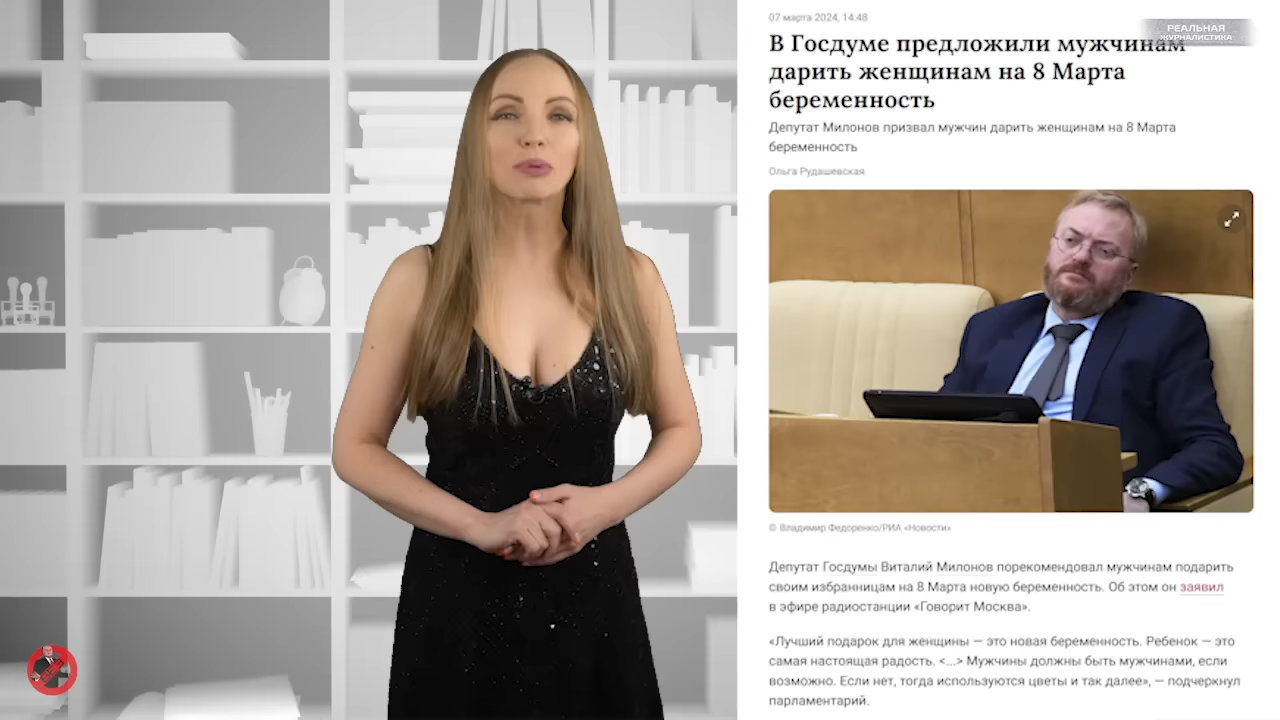 07 марта 2024, 14:48
РЕАЛЬНАЯ
ЖУРНАЛИСТИКА
В Госдуме предложили мужчинам
дарить женщинам на 8 Марта
беременность
Депутат Милонов призвал мужчин дарить женщинам на 8 Марта
беременность
Ольга Рудашевская
© Владимир Федоренко/РИА «Новости»
Депутат Госдумы Виталий Милонов порекомендовал мужчинам подарить
своим избранницам на 8 Марта новую беременность. Об этом он заявил
в эфире радиостанции «Говорит Москва».
«Лучший подарок для женщины — это новая беременность. Ребенок — это
самая настоящая радость. <...> Мужчины должны быть мужчинами, если
возможно. Если нет, тогда используются цветы и так далее», — подчеркнул
парламентарий.